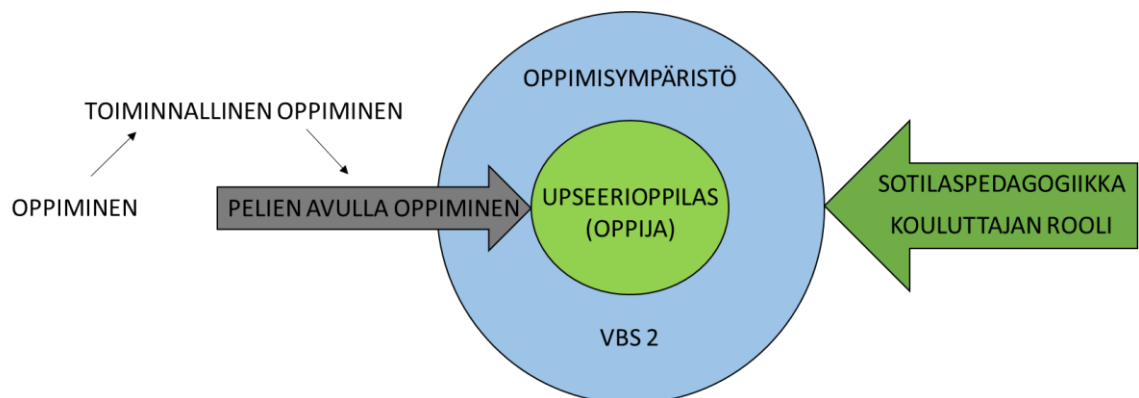 OPPIMISYMPÄRISTÖ
TOIMINNALLINEN OPPIMINEN
OPPIMINEN
PELIEN AVULLA OPPIMINEN
UPSEERIOPPILAS
(OPPIJA)
SOTILASPEDAGOGIIKKA
KOULUTTAJAN ROOLI
VBS 2